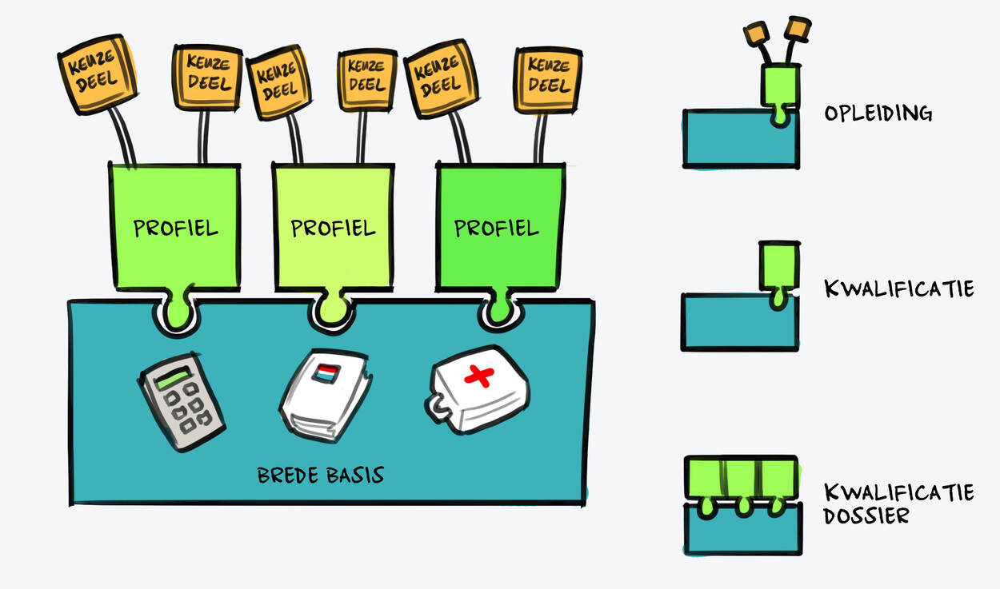 KEUZE
DEEL
KEUZE
DEEL
KEUZE
DEEL
KEUZE
DEEL
KEUZE
DEEL
KEUZE
DEEL
PROFIEL
PROFIEL
PROFIEL
BREDE BASIS
OPLEIDING
KWALIFICATIE
KWALIFICATIE
DOSSIER